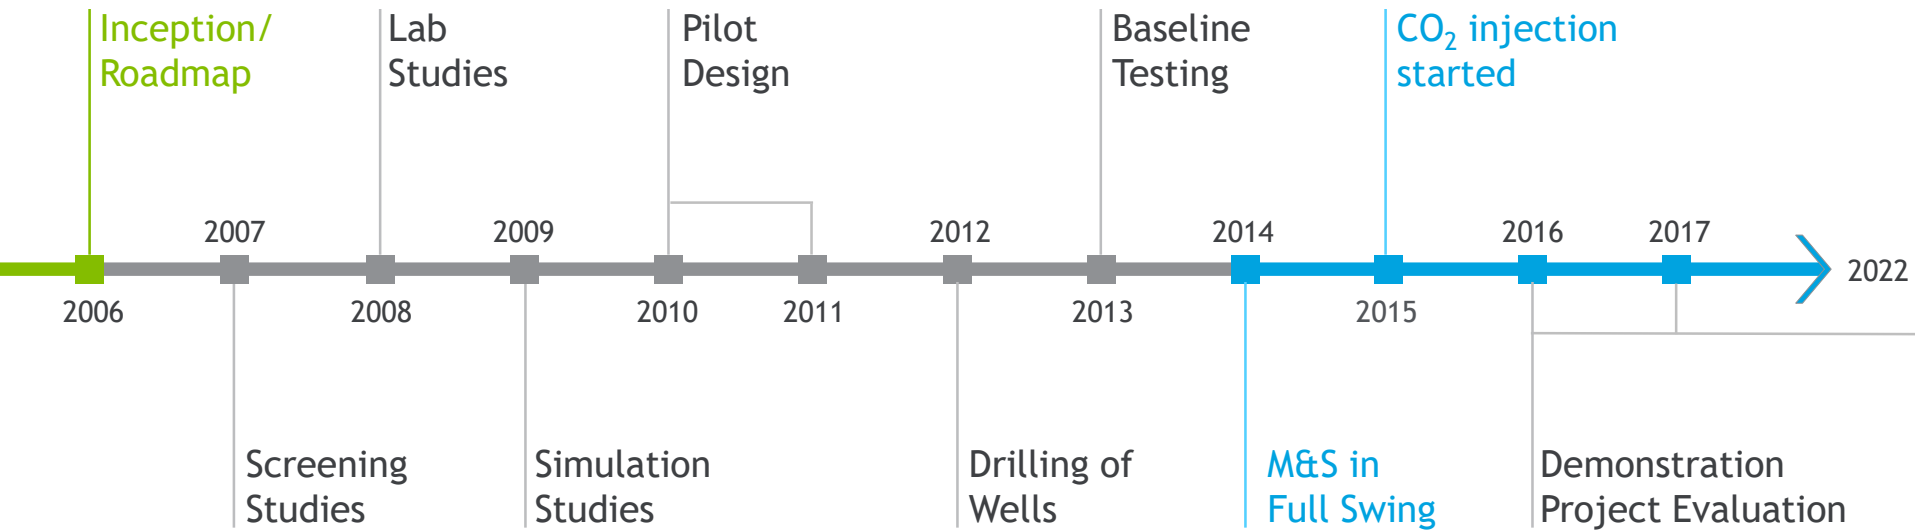 Inception/
Roadmap
Lab
Studies
Pilot
Design
Baseline
Testing
CO₂ injection
started
2007
2009
2012
2014
2016
2017
2022
2006
2008
2010
2011
2013
2015
Screening
Studies
Simulation
Studies
Drilling of
Wells
M&S in
Full Swing
Demonstration
Project Evaluation